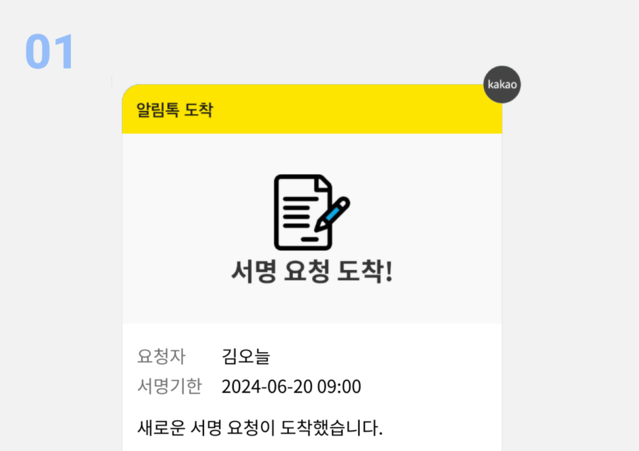 01
kakao
알림톡 도착
서명 요청 도착!
요청자 김오늘
서명기한 2024-06-20 09:00
새로운 서명 요청이 도착했습니다.